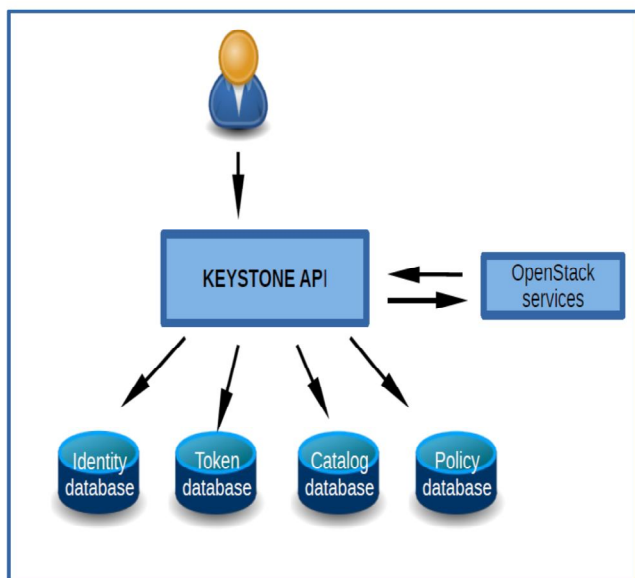 KEYSTONE API
OpenStack
services
Identity
database
Token
database
Catalog
database
Policy
database